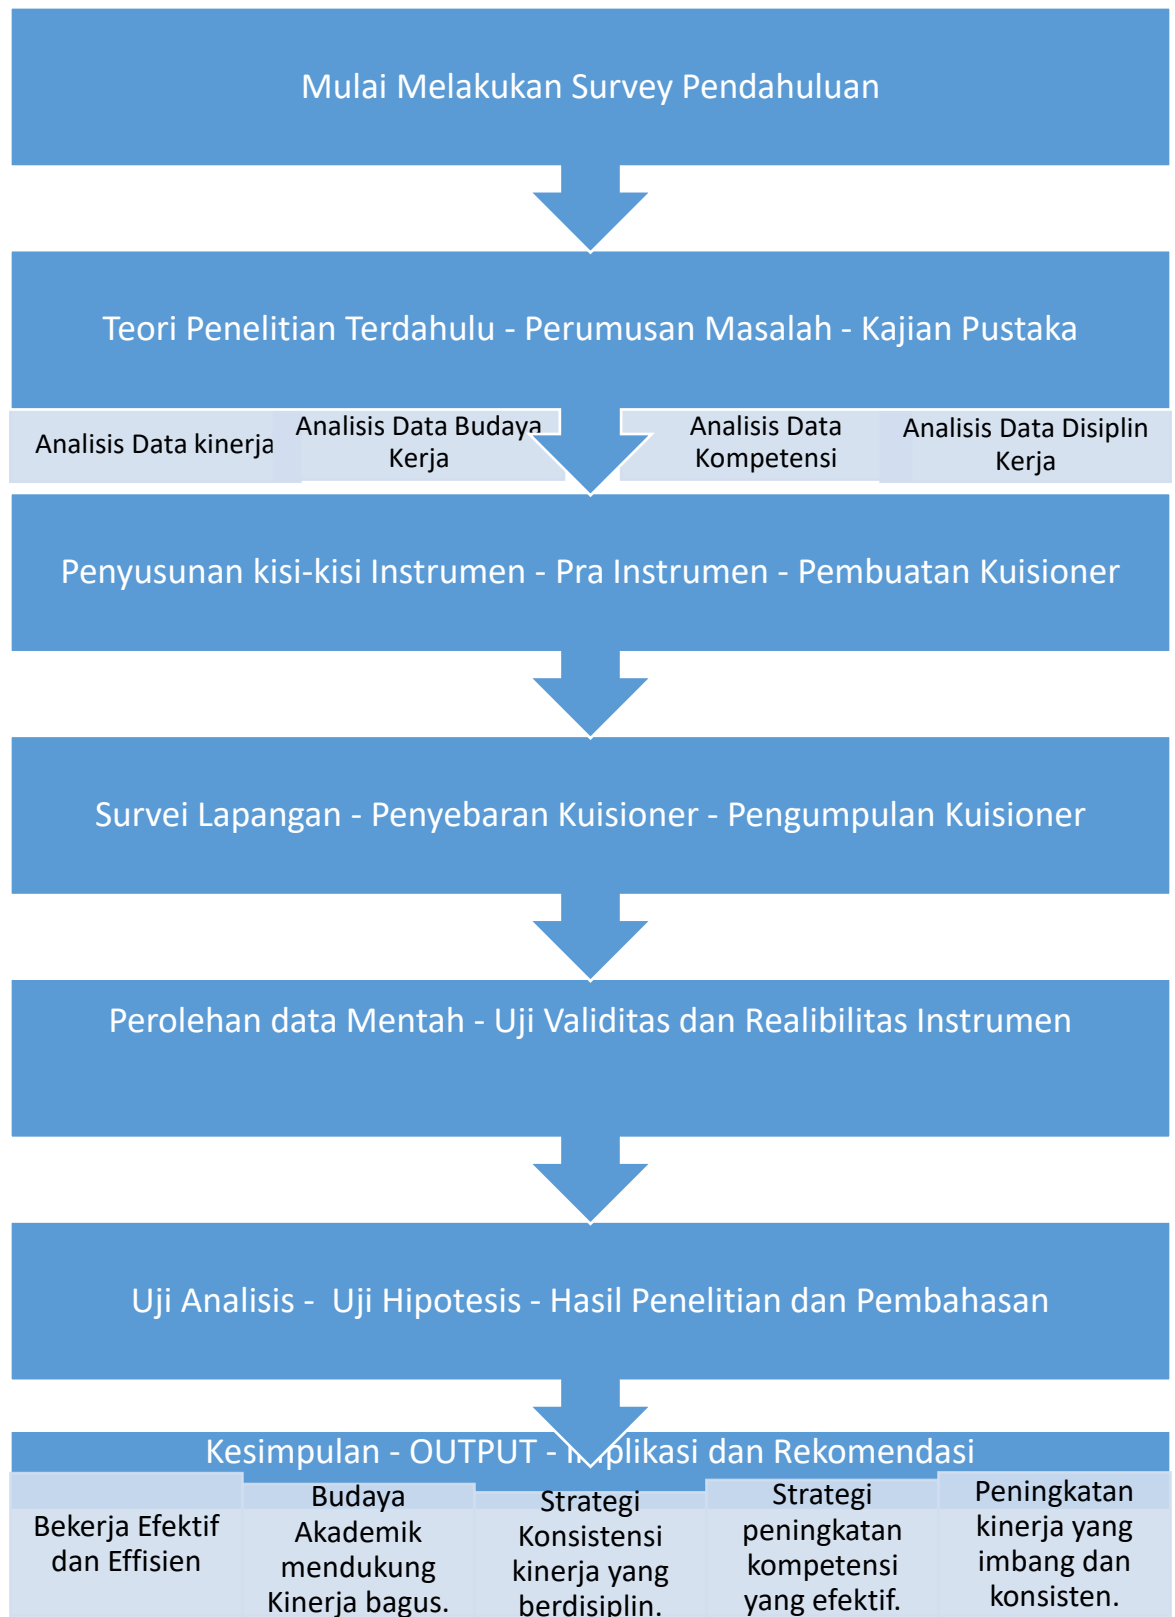 Mulai Melakukan Survey Pendahuluan
Teori Penelitian Terdahulu - Perumusan Masalah - Kajian Pustaka
Analisis Data kinerja
Analisis Data Budaya
Kerja
Analisis Data
Kompetensi
Analisis Data Disiplin
Kerja
Penyusunan kisi-kisi Instrumen - Pra Instrumen - Pembuatan Kuisioner
Survei Lapangan - Penyebaran Kuisioner - Pengumpulan Kuisioner
Perolehan data Mentah - Uji Validitas dan Realibilitas Instrumen
Uji Analisis - Uji Hipotesis - Hasil Penelitian dan Pembahasan
Kesimpulan - OUTPUT - Implikasi dan Rekomendasi
Bekerja Efektif
dan Effisien
Budaya
Akademik
mendukung
Kinerja bagus.
Strategi
Konsistensi
kinerja yang
berdisiplin.
Strategi
peningkatan
kompetensi
yang efektif.
Peningkatan
kinerja yang
imbang dan
konsisten.